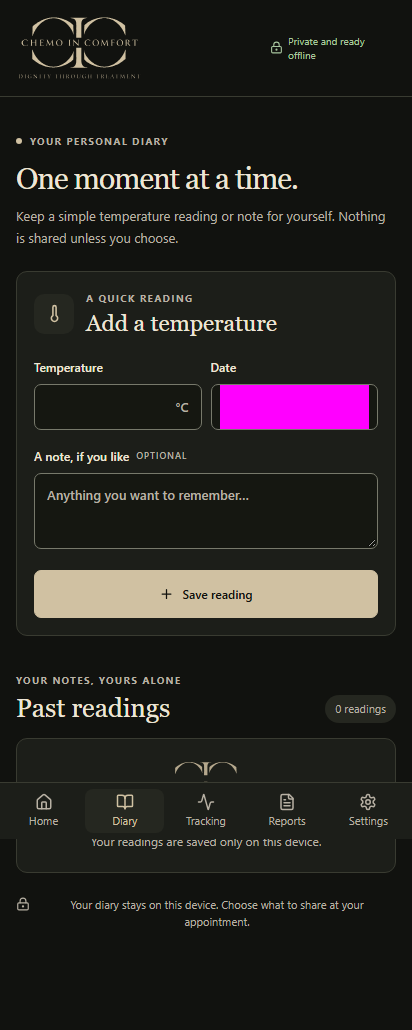 CHEMO IN COMFORT
DIGNITY THROUGH TREATMENT
Private and ready
offline
YOUR PERSONAL DIARY
One moment at a time.
Keep a simple temperature reading or note for yourself. Nothing
is shared unless you choose.
A QUICK READING
Add a temperature
Temperature
Date
°C
A note, if you like OPTIONAL
Anything you want to remember...
Save reading
YOUR NOTES, YOURS ALONE
Past readings
0 readings
Home
Diary
Tracking
Reports
Settings
Your readings are saved only on this device.
Your diary stays on this device. Choose what to share at your
appointment.